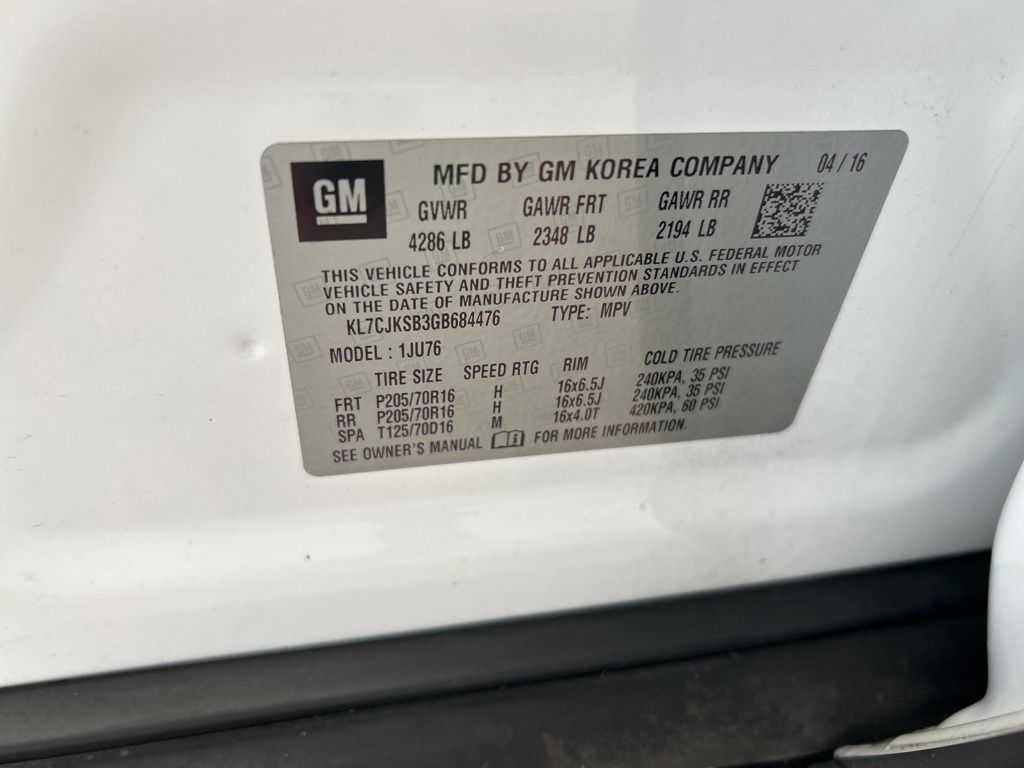 GM
MFD BY GM KOREA COMPANY 04/16
GVWR GAWR FRT GAWR RR
4286 LB 2348 LB 2194 LB
THIS VEHICLE CONFORMS TO ALL APPLICABLE U.S. FEDERAL MOTOR
VEHICLE SAFETY AND THEFT PREVENTION STANDARDS IN EFFECT
ON THE DATE OF MANUFACTURE SHOWN ABOVE.
KL7CJKSB3GB684476 TYPE: MPV
MODEL : 1JU76
TIRE SIZE SPEED RTG RIM COLD TIRE PRESSURE
FRT P205/70R16 H 16x6.5J 240KPA, 35 PSI
RR P205/70R16 H 16x6.5J 240KPA, 35 PSI
SPA T125/70D16 M 16x4.0T 420KPA, 60 PSI
SEE OWNER'S MANUAL FOR MORE INFORMATION.